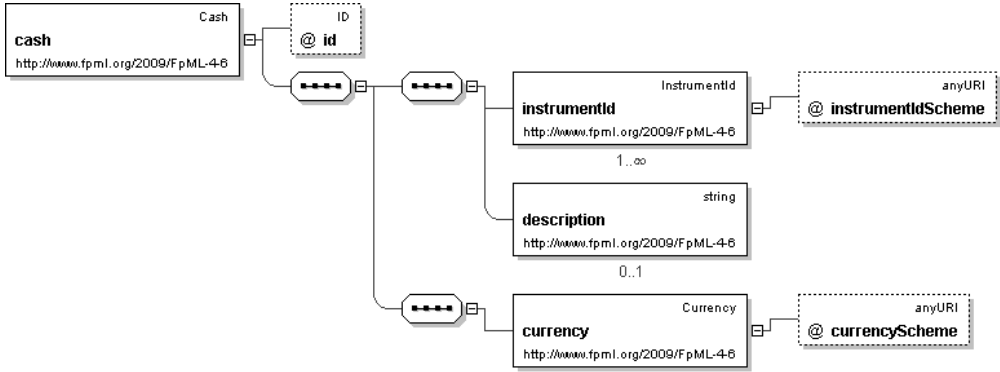 Cash
cash
http://www.fpml.org/2009/FpML-4-6
ID
@ id
InstrumentId
instrumentId
http://www.fpml.org/2009/FpML-4-6
1..∞
anyURI
@ instrumentIdScheme
string
description
http://www.fpml.org/2009/FpML-4-6
0..1
Currency
currency
http://www.fpml.org/2009/FpML-4-6
anyURI
@ currencyScheme